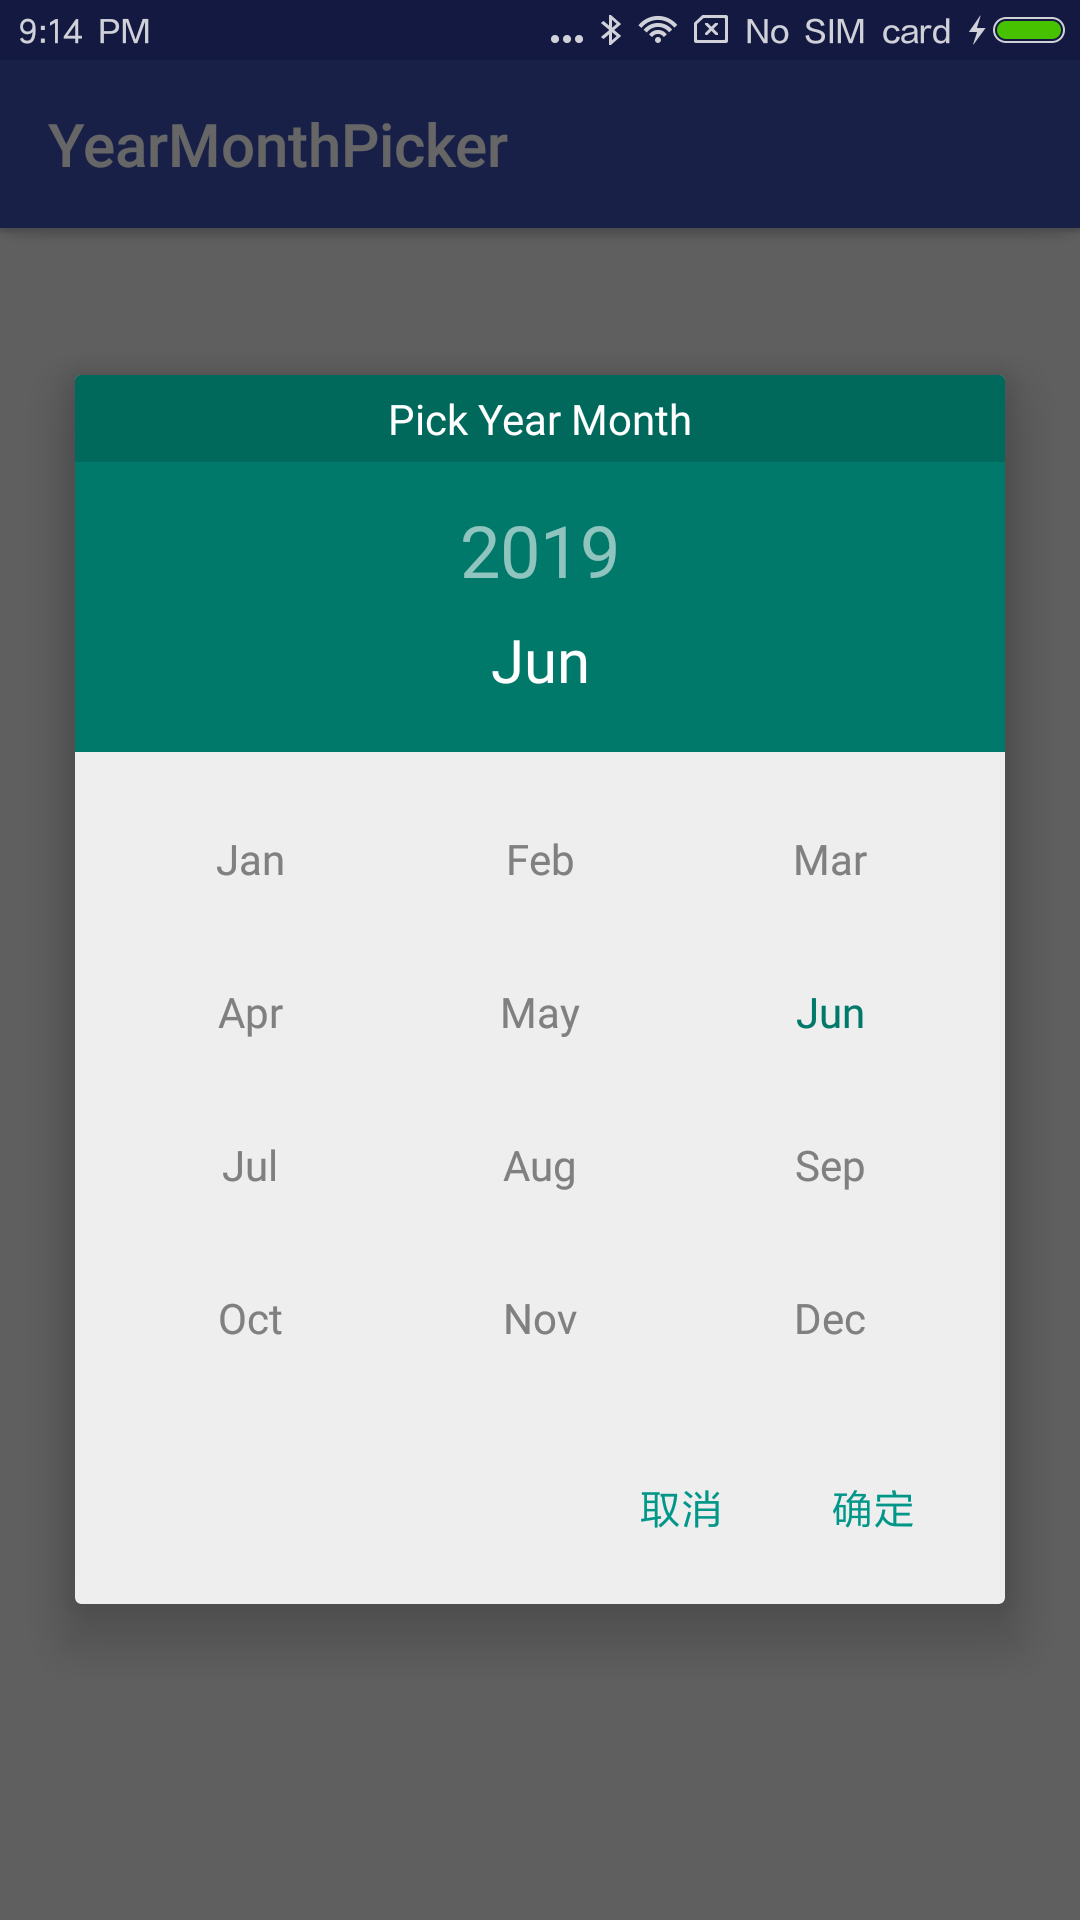 9:14 PM ... No SIM card
YearMonthPicker
Pick Year Month
2019
Jun
Jan Feb Mar
Apr May Jun
Jul Aug Sep
Oct Nov Dec
取消 确定